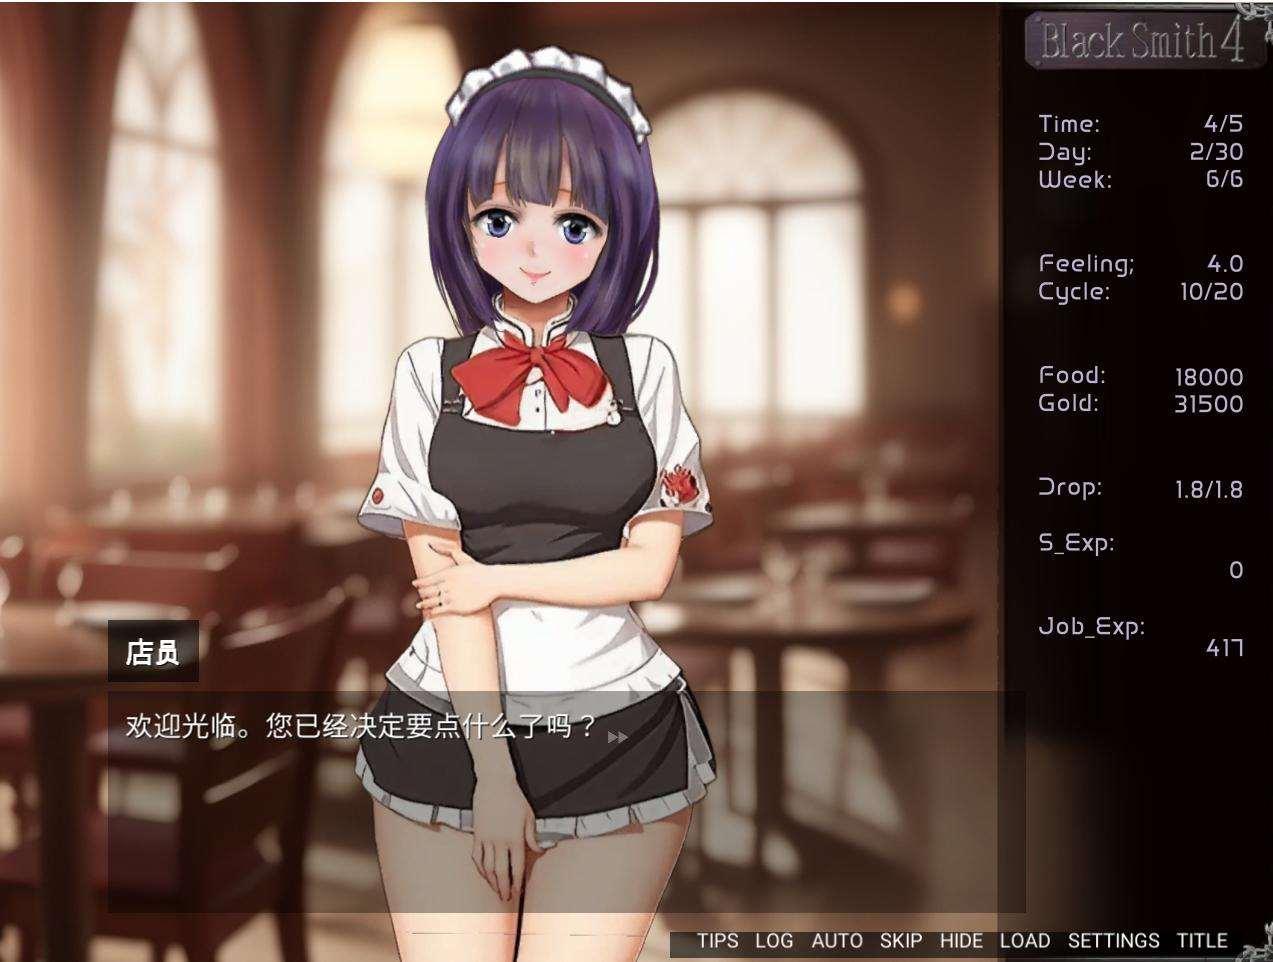 Black Smith 4
Time: 4/5
Day: 2/30
Week: 6/6
Feeling; 4.0
Cycle: 10/20
Food: 18000
Gold: 31500
Drop: 1.8/1.8
S_Exp:
0
Job_Exp:
417
店员
欢迎光临。您已经决定要点什么了吗？
TIPS LOG AUTO SKIP HIDE LOAD SETTINGS TITLE